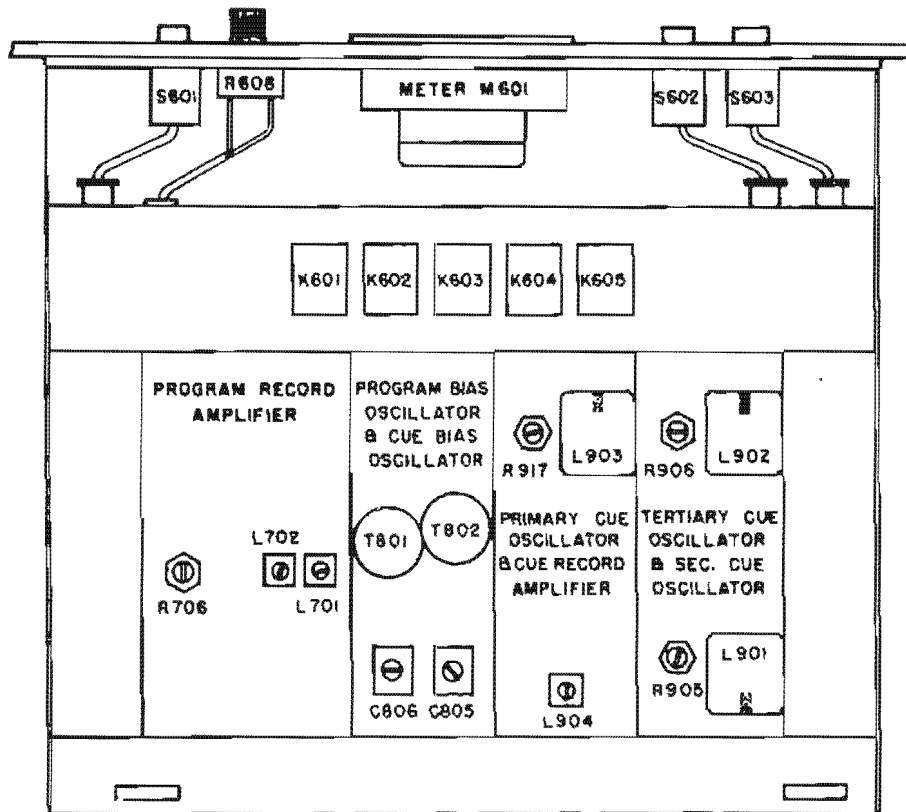 S601
R606
METER M601
S602
S603
K601
K602
K603
K604
K605
PROGRAM RECORD
AMPLIFIER
PROGRAM BIAS
OSCILLATOR
& CUE BIAS
OSCILLATOR
R917
L903
R906
L902
T801
T802
PRIMARY CUE
OSCILLATOR
& CUE RECORD
AMPLIFIER
TERTIARY CUE
OSCILLATOR
& SEC. CUE
OSCILLATOR
L702
R706
L701
L901
R905
C806
C805
L904